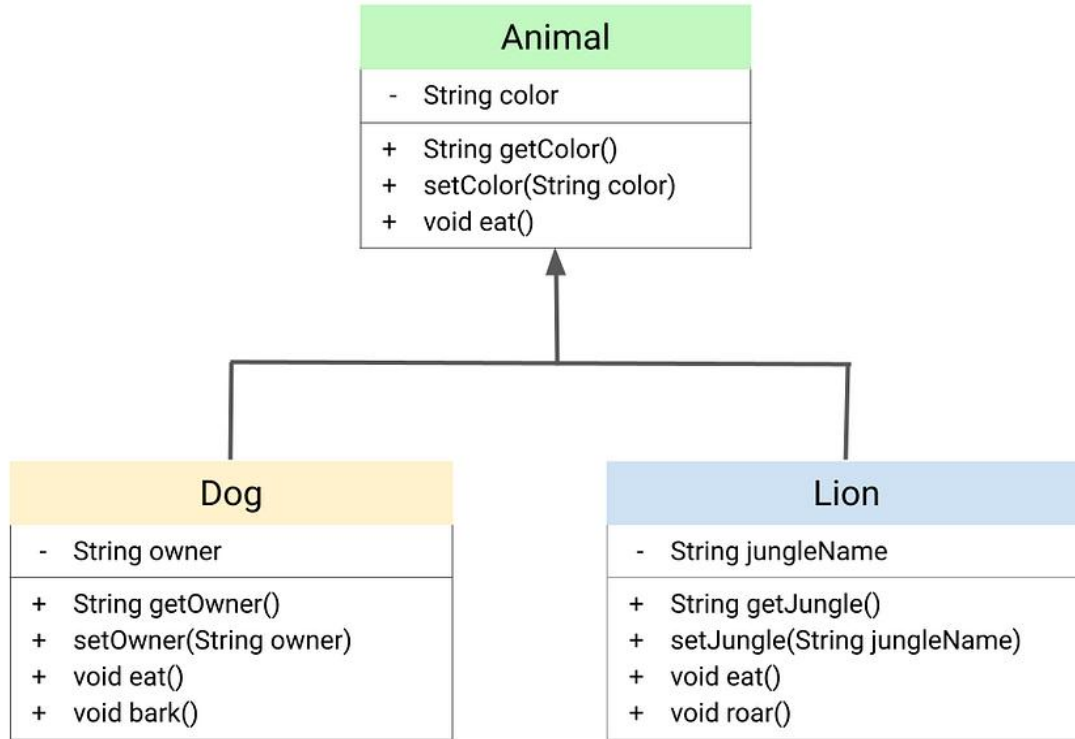 Animal
- String color
+ String getColor()
+ setColor(String color)
+ void eat()
Dog
- String owner
+ String getOwner()
+ setOwner(String owner)
+ void eat()
+ void bark()
Lion
- String jungleName
+ String getJungle()
+ setJungle(String jungleName)
+ void eat()
+ void roar()